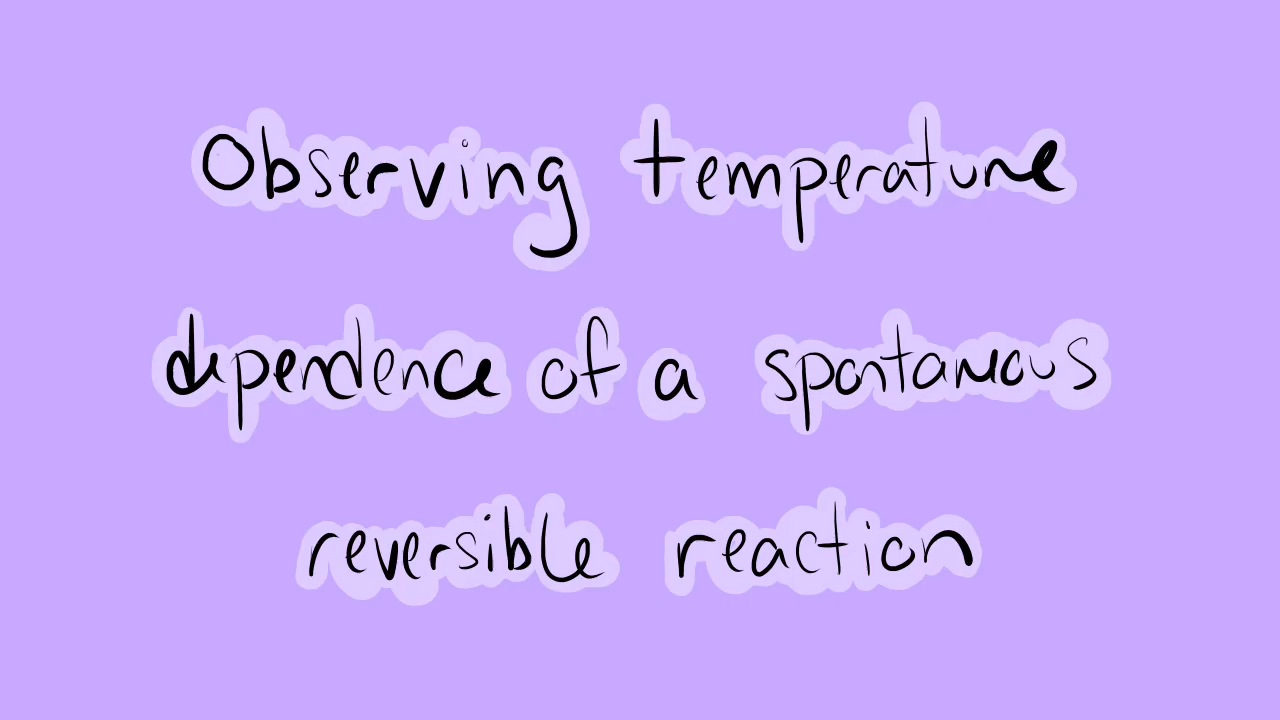 Observing temperature
dependence of a spontaneous
reversible reaction